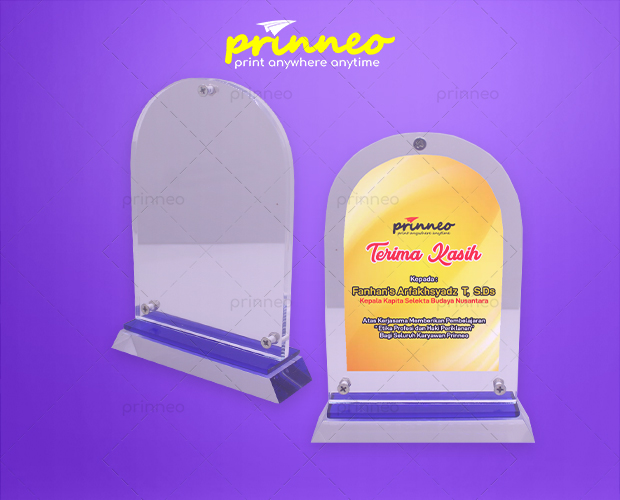 prinneo
print anywhere anytime
prinneo
prinneo
prinneo
prinneo
prinneo
print anywhere anytime
Terima Kasih
Kepada :
Farihan's Arfakhsyadz T, S.Ds
Kepala Kapita Selekta Budaya Nusantara
Atas Kerjasama Memberikan Pembelajaran
" Etika Profesi dan Haki Periklanan"
Bagi Seluruh Karyawan Prinneo
prinneo
prinneo
prinneo
prinneo